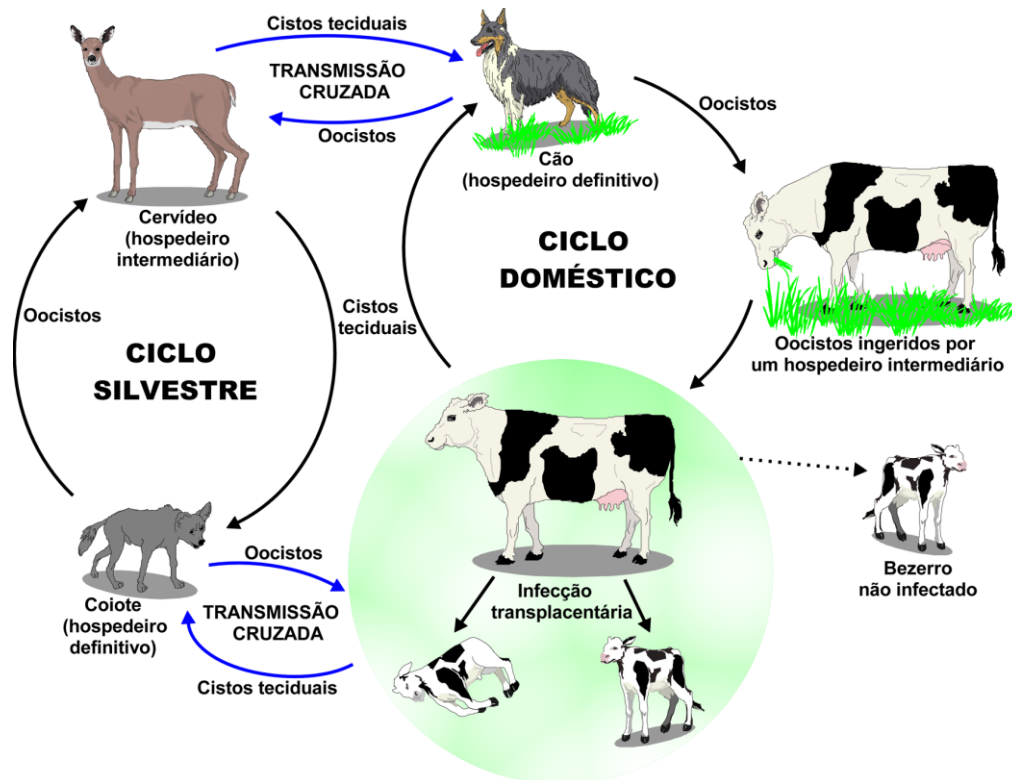 Cistos teciduais
TRANSMISSÃO
CRUZADA
Oocistos
Oocistos
Cão
(hospedeiro definitivo)
Cervídeo
(hospedeiro
intermediário)
CICLO
DOMÉSTICO
Oocistos
Cistos
teciduais
CICLO
SILVESTRE
Oocistos ingeridos por
um hospedeiro intermediário
Oocistos
TRANSMISSÃO
CRUZADA
Cistos teciduais
Coiote
(hospedeiro
definitivo)
Infecção
transplacentária
Bezerro
não infectado